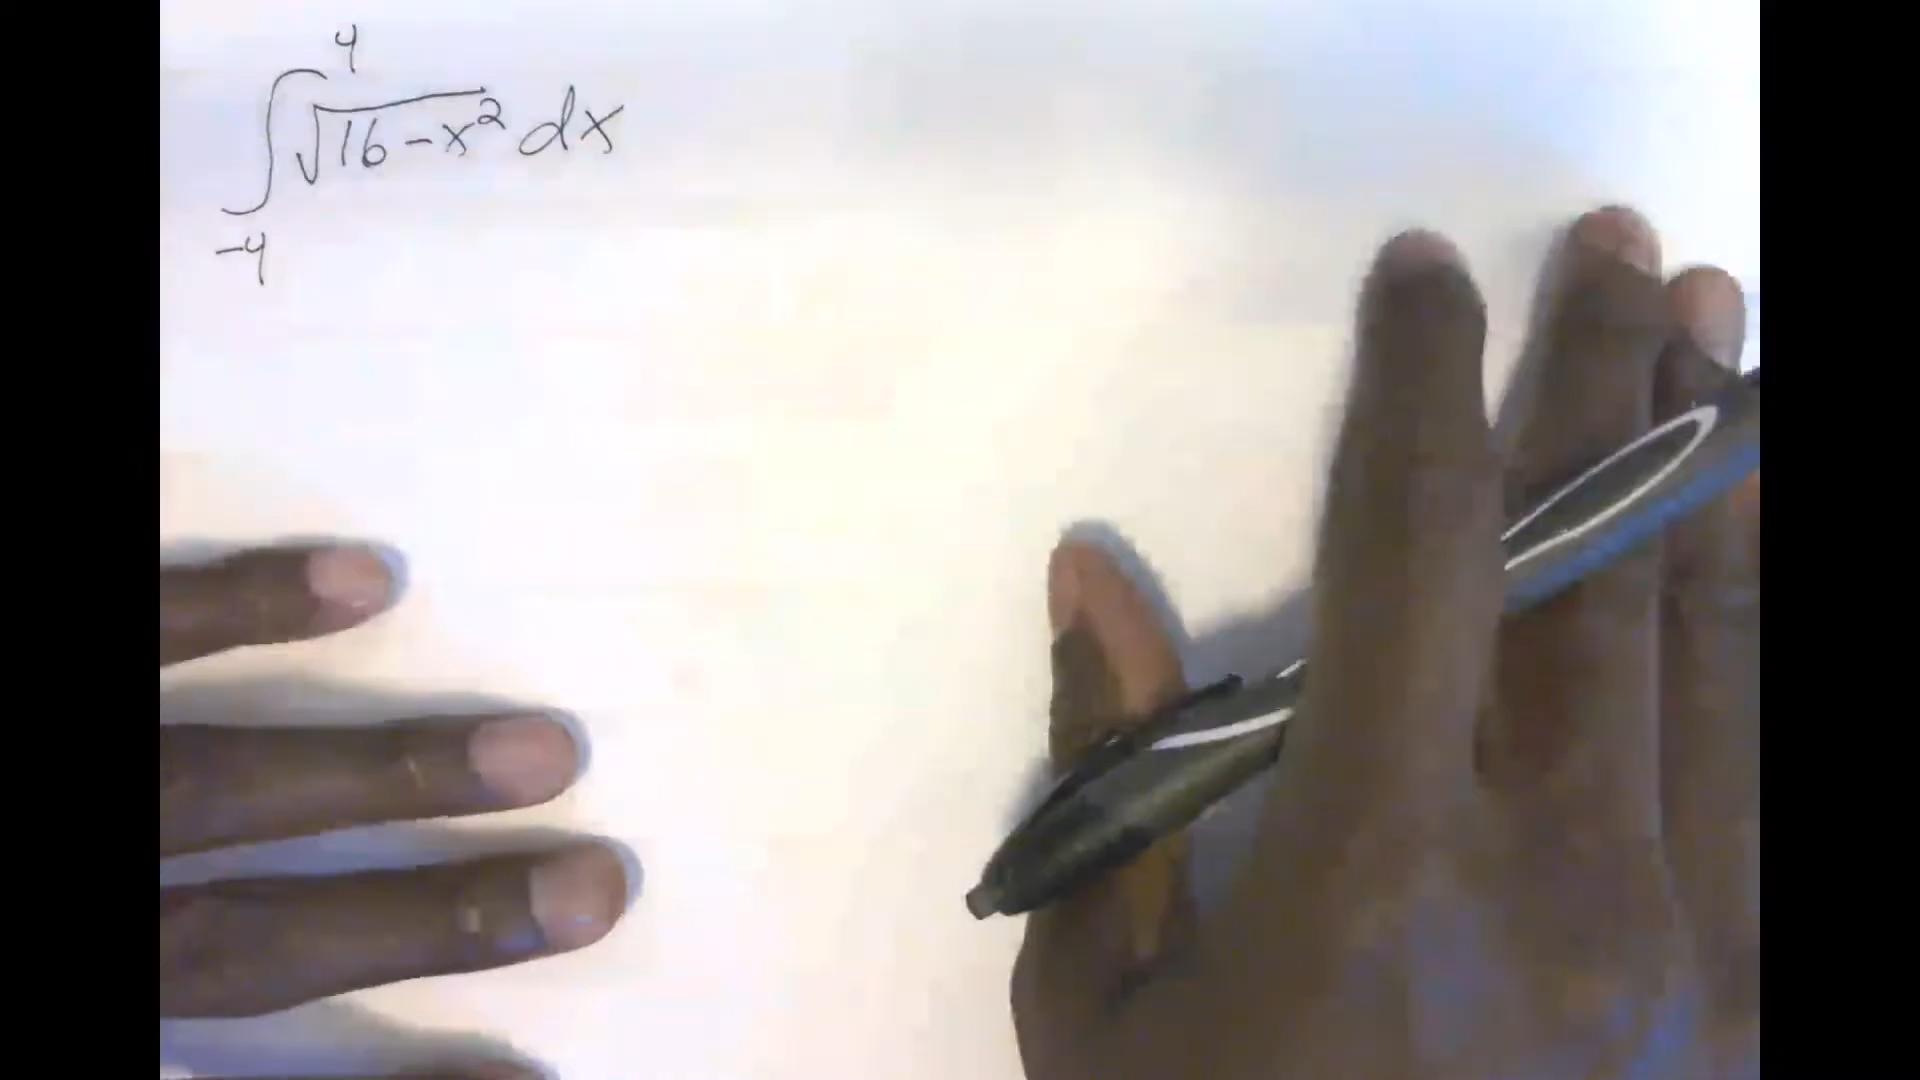 ∫_{-4}^{4} √(16-x²) dx